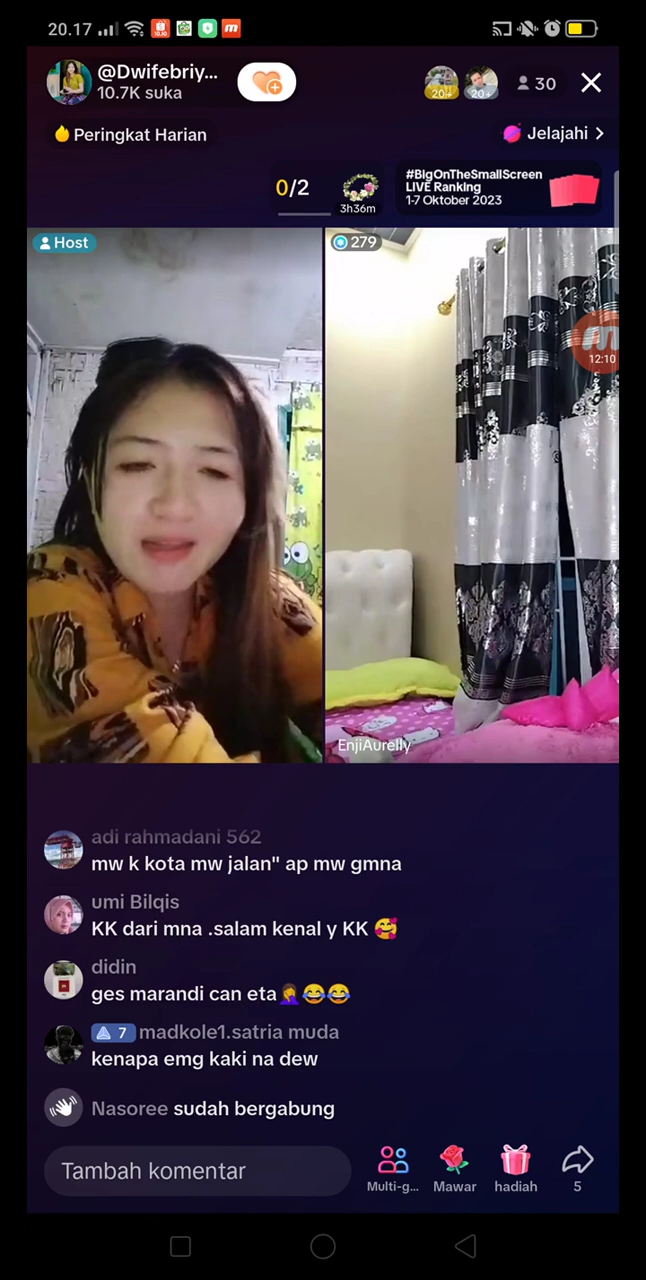 20.17
@Dwifebriy...
10.7K suka
20+
20+
30
Peringkat Harian
Jelajahi >
0/2
3h36m
#BigOnTheSmallScreen
LIVE Ranking
1-7 Oktober 2023
Host
279
12:10
EnjiAurelly
adi rahmadani 562
mw k kota mw jalan" ap mw gmna
umi Bilqis
KK dari mna .salam kenal y KK 🥰
didin
ges marandi can eta🤦‍♀️😂😂
7 madkole1.satria muda
kenapa emg kaki na dew
Nasoree sudah bergabung
Tambah komentar
Multi-g...
Mawar
hadiah
5